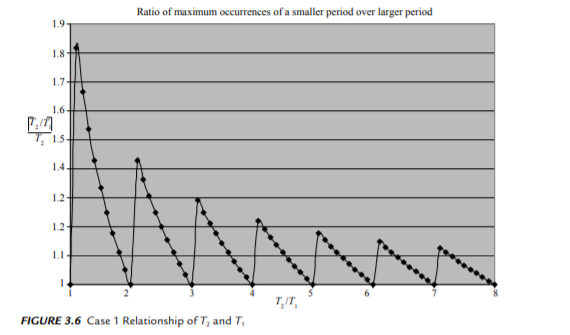 Ratio of maximum occurrences of a smaller period over larger period
1.9
1.8
1.7
1.6
⌈T₂/T₁⌉
T₂
1.5
1.4
1.2
1.2
1.1
1
1 2 3 4 5 6 7 8
T₂/T₁
FIGURE 3.6 Case 1 Relationship of T₂ and T₁